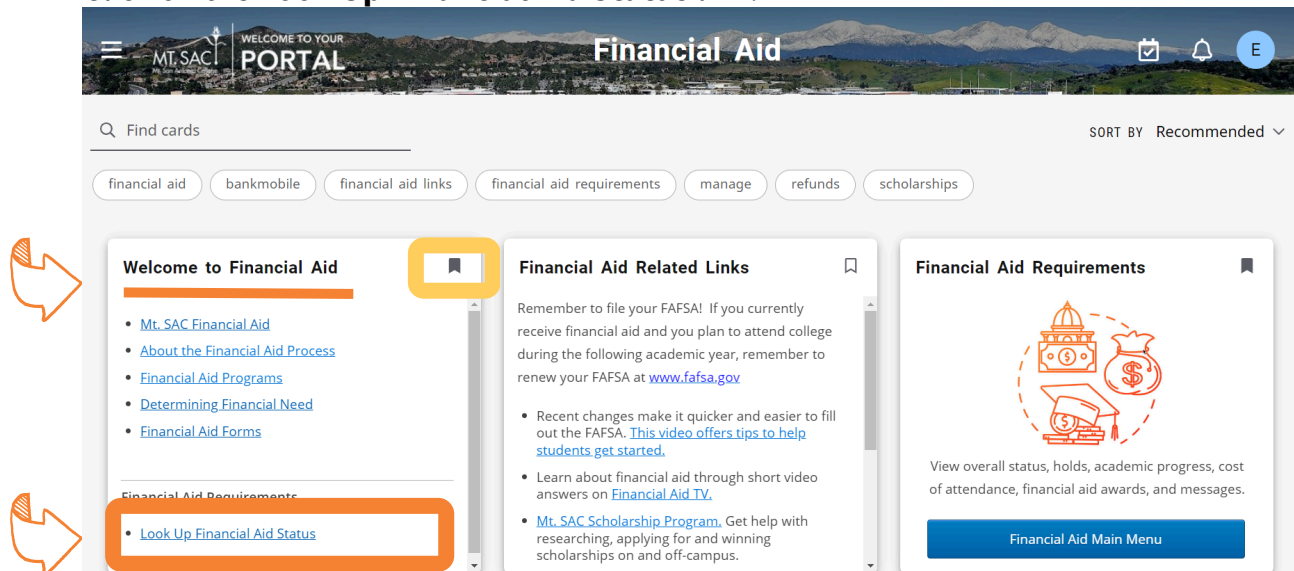 MT. SAC
Mt. San Antonio College
WELCOME TO YOUR
PORTAL
Financial Aid
E
Find cards
SORT BY Recommended
financial aid
bankmobile
financial aid links
financial aid requirements
manage
refunds
scholarships
Welcome to Financial Aid
• Mt. SAC Financial Aid
• About the Financial Aid Process
• Financial Aid Programs
• Determining Financial Need
• Financial Aid Forms
Financial Aid Requirements
• Look Up Financial Aid Status
Financial Aid Related Links
Remember to file your FAFSA! If you currently
receive financial aid and you plan to attend college
during the following academic year, remember to
renew your FAFSA at www.fafsa.gov
• Recent changes make it quicker and easier to fill
out the FAFSA. This video offers tips to help
students get started.
• Learn about financial aid through short video
answers on Financial Aid TV.
• Mt. SAC Scholarship Program. Get help with
researching, applying for and winning
scholarships on and off-campus.
Financial Aid Requirements
View overall status, holds, academic progress, cost
of attendance, financial aid awards, and messages.
Financial Aid Main Menu